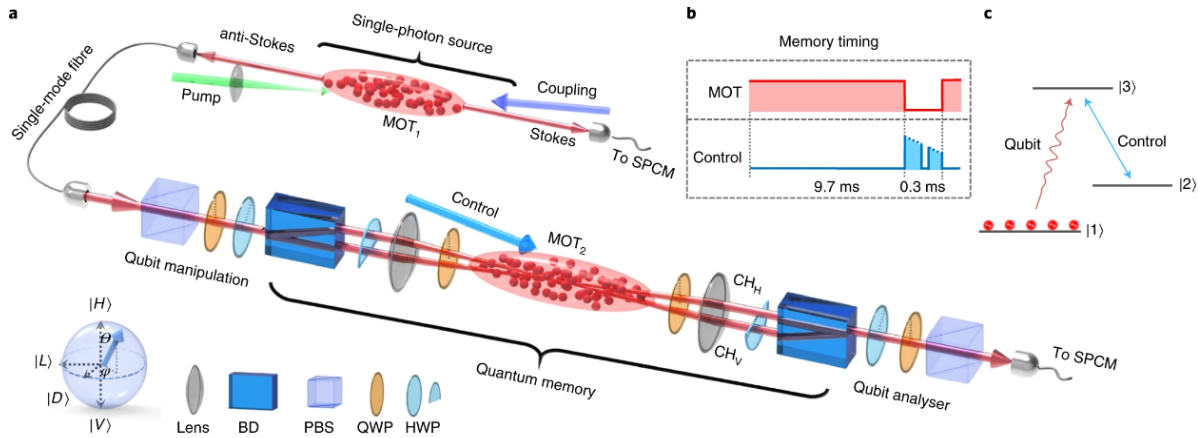 a
anti-Stokes
Single-photon source
Single-mode fibre
Pump
MOT1
Coupling
Stokes
To SPCM
Control
MOT2
Qubit manipulation
CHH
CHV
Quantum memory
Qubit analyser
To SPCM
|H⟩
θ
|L⟩
φ
|D⟩
|V⟩
Lens
BD
PBS
QWP
HWP
b
Memory timing
MOT
Control
9.7 ms
0.3 ms
c
|3⟩
Qubit
Control
|2⟩
|1⟩